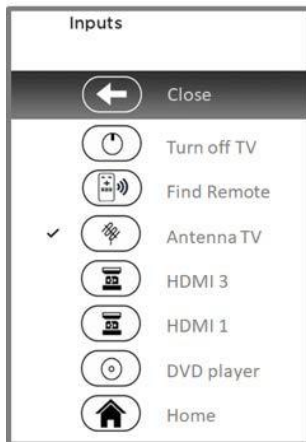 Inputs
Close
Turn off TV
Find Remote
Antenna TV
HDMI 3
HDMI 1
DVD player
Home